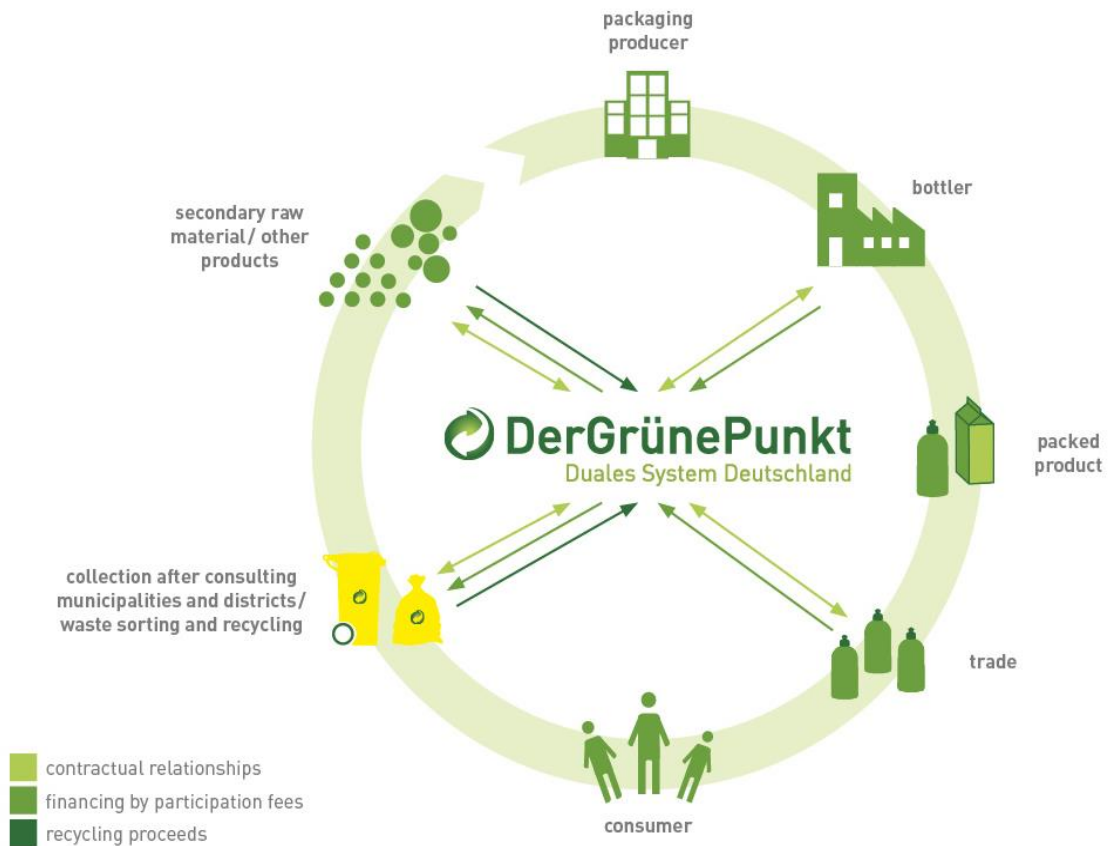 packaging
producer
bottler
secondary raw
material/ other
products
DerGrünePunkt
Duales System Deutschland
packed
product
collection after consulting
municipalities and districts/
waste sorting and recycling
trade
consumer
contractual relationships
financing by participation fees
recycling proceeds